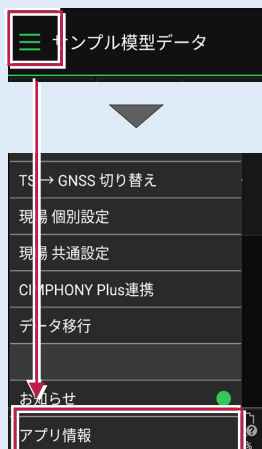 サンプル模型データ
TS→ GNSS 切り替え
現場 個別設定
現場 共通設定
CIMPHONY Plus連携
データ移行
お知らせ
アプリ情報